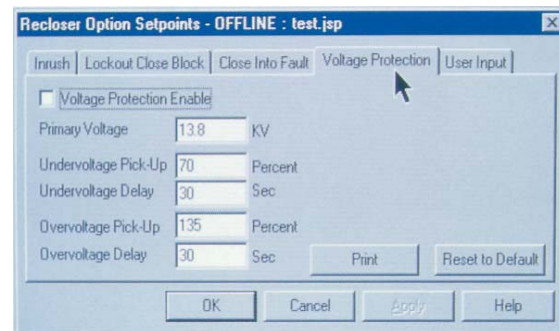 Recloser Option Setpoints - OFFLINE : test.jsp
Inrush Lockout Close Block Close Into Fault Voltage Protection User Input
Voltage Protection Enable
Primary Voltage 13.8 KV
Undervoltage Pick-Up 70 Percent
Undervoltage Delay 30 Sec
Overvoltage Pick-Up 135 Percent
Overvoltage Delay 30 Sec Print Reset to Default
OK Cancel Apply Help